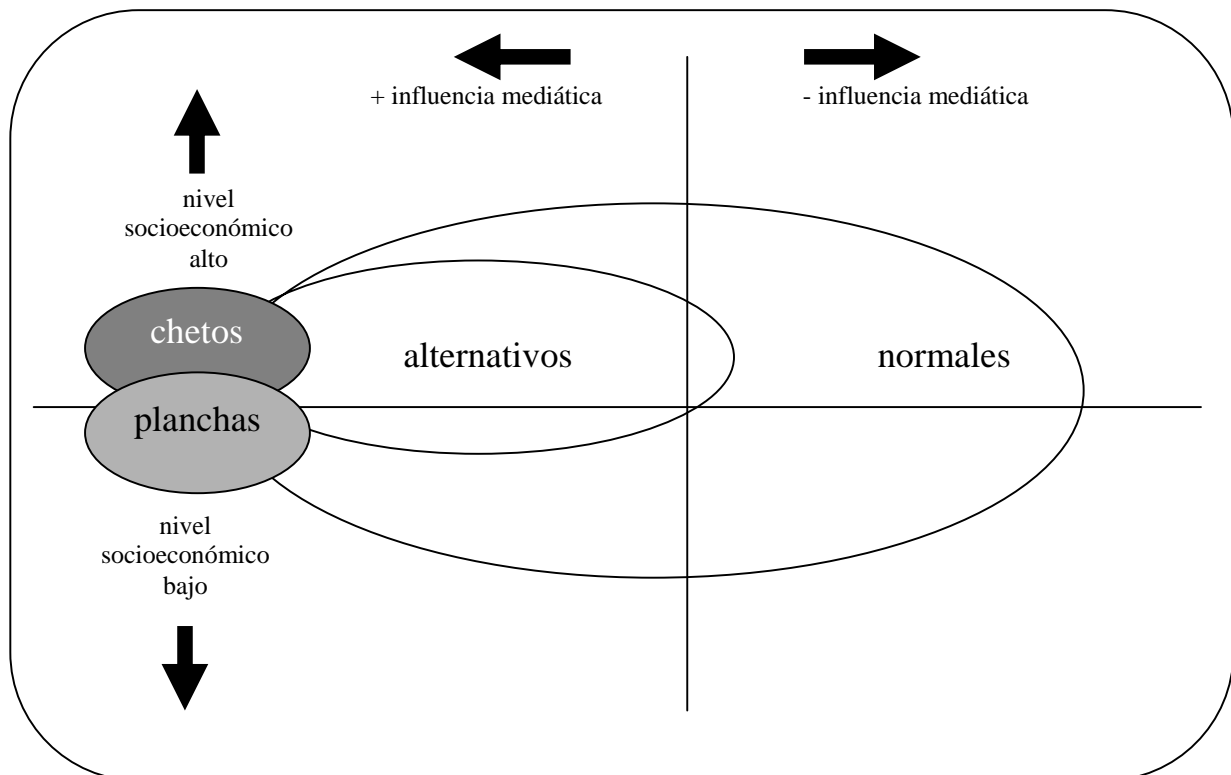 + influencia mediática
- influencia mediática
nivel
socioeconómico
alto
chetos
alternativos
normales
planchas
nivel
socioeconómico
bajo